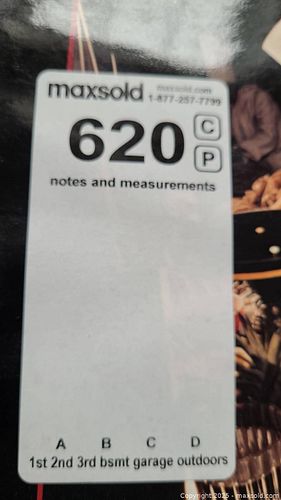 maxsold maxsold.com
1-877-257-7799
620 C
P
notes and measurements
A B C D
1st 2nd 3rd bsmt garage outdoors
Copyright 2025 - maxsold.com